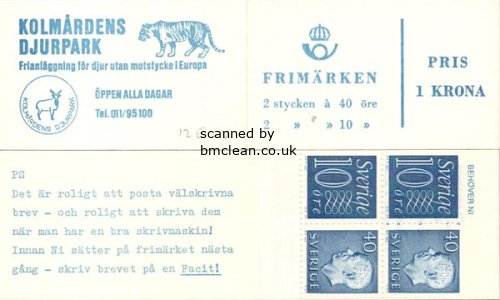 KOLMÅRDENS
DJURPARK
Frianläggning för djur utan motstycke i Europa
ÖPPEN ALLA DAGAR
Tel. 011/95100
KOLMÅRDENS DJURPARK
FRIMÄRKEN
2 stycken à 40 öre
2 » » 10 »
PRIS
1 KRONA
scanned by
bmclean.co.uk
PS
Det är roligt att posta välskrivna
brev - och roligt att skriva dem
när man har en bra skrivmaskin!
Innan Ni sätter på frimärket nästa
gång - skriv brevet på en Facit!
Sverige
10
ÖRE
Sverige
10
ÖRE
SVERIGE
40
SVERIGE
40
BEHÖVER NI